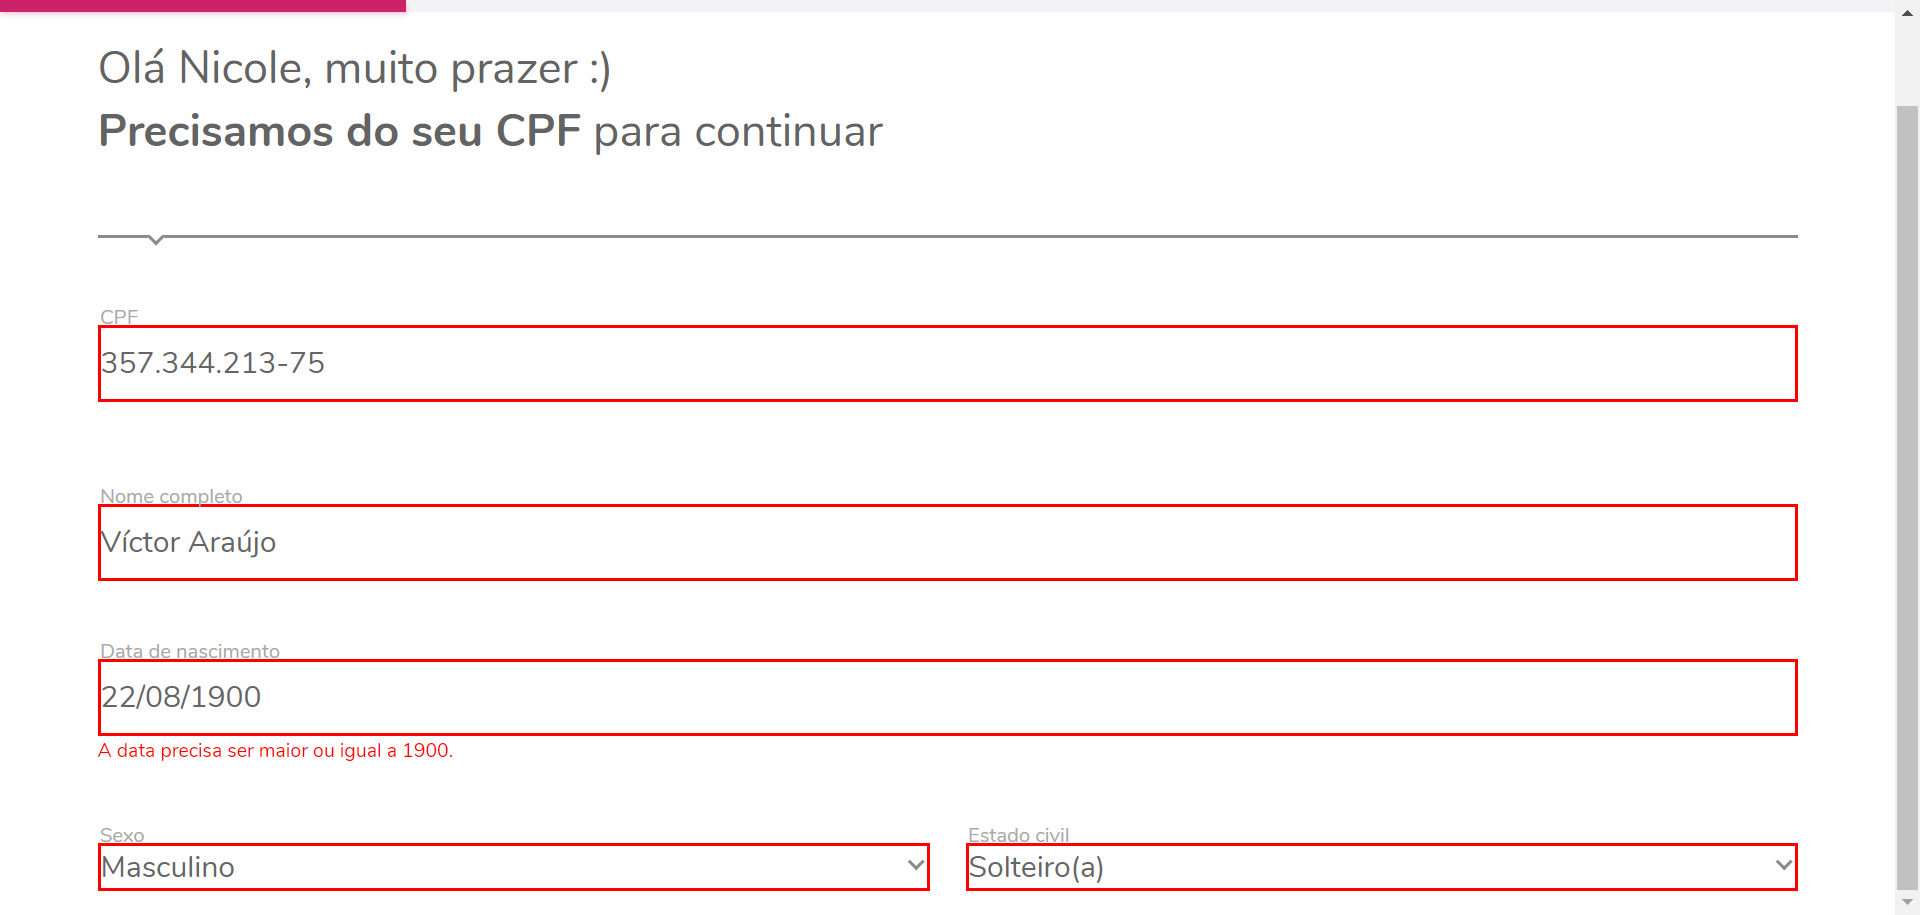 Olá Nicole, muito prazer :)
Precisamos do seu CPF para continuar
CPF
357.344.213-75
Nome completo
Víctor Araújo
Data de nascimento
22/08/1900
A data precisa ser maior ou igual a 1900.
Sexo
Masculino
Estado civil
Solteiro(a)